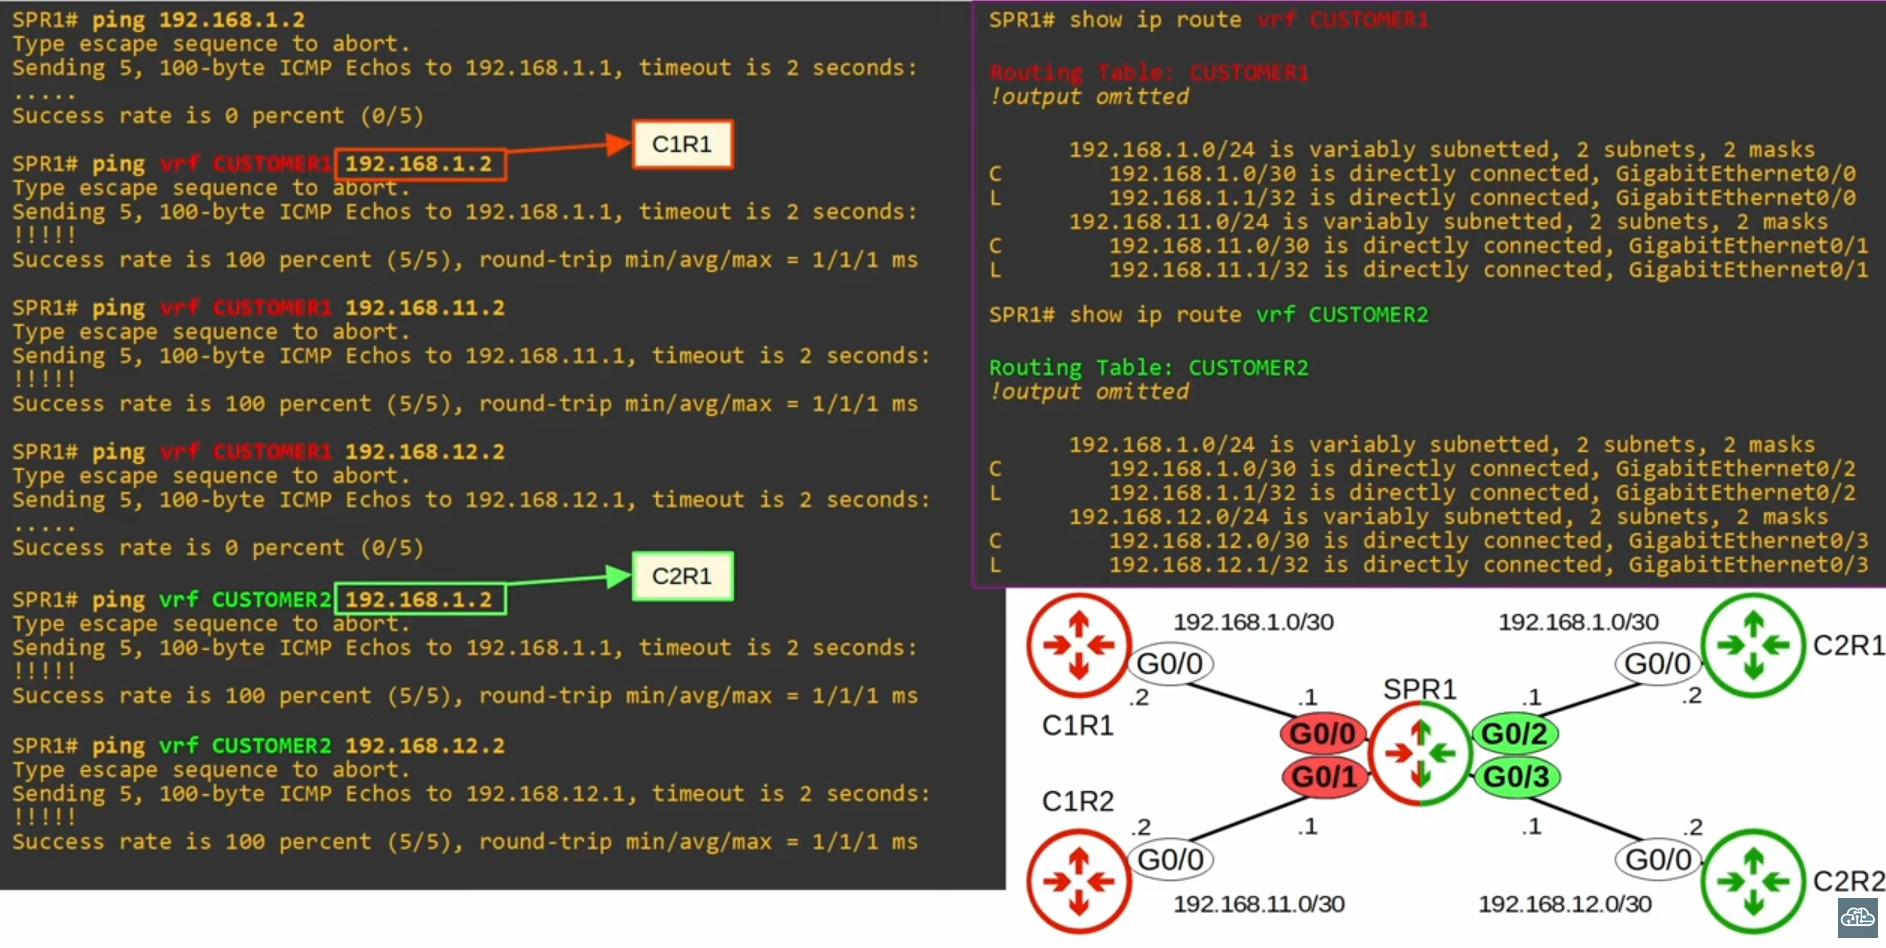 SPR1# ping 192.168.1.2
Type escape sequence to abort.
Sending 5, 100-byte ICMP Echos to 192.168.1.1, timeout is 2 seconds:
.....
Success rate is 0 percent (0/5)
SPR1# ping vrf CUSTOMER1 192.168.1.2
C1R1
Type escape sequence to abort.
Sending 5, 100-byte ICMP Echos to 192.168.1.1, timeout is 2 seconds:
!!!!!
Success rate is 100 percent (5/5), round-trip min/avg/max = 1/1/1 ms
SPR1# ping vrf CUSTOMER1 192.168.11.2
Type escape sequence to abort.
Sending 5, 100-byte ICMP Echos to 192.168.11.1, timeout is 2 seconds:
!!!!!
Success rate is 100 percent (5/5), round-trip min/avg/max = 1/1/1 ms
SPR1# ping vrf CUSTOMER1 192.168.12.2
Type escape sequence to abort.
Sending 5, 100-byte ICMP Echos to 192.168.12.1, timeout is 2 seconds:
.....
Success rate is 0 percent (0/5)
SPR1# ping vrf CUSTOMER2 192.168.1.2
C2R1
Type escape sequence to abort.
Sending 5, 100-byte ICMP Echos to 192.168.1.1, timeout is 2 seconds:
!!!!!
Success rate is 100 percent (5/5), round-trip min/avg/max = 1/1/1 ms
SPR1# ping vrf CUSTOMER2 192.168.12.2
Type escape sequence to abort.
Sending 5, 100-byte ICMP Echos to 192.168.12.1, timeout is 2 seconds:
!!!!!
Success rate is 100 percent (5/5), round-trip min/avg/max = 1/1/1 ms
SPR1# show ip route vrf CUSTOMER1
Routing Table: CUSTOMER1
!output omitted
192.168.1.0/24 is variably subnetted, 2 subnets, 2 masks
C 192.168.1.0/30 is directly connected, GigabitEthernet0/0
L 192.168.1.1/32 is directly connected, GigabitEthernet0/0
192.168.11.0/24 is variably subnetted, 2 subnets, 2 masks
C 192.168.11.0/30 is directly connected, GigabitEthernet0/1
L 192.168.11.1/32 is directly connected, GigabitEthernet0/1
SPR1# show ip route vrf CUSTOMER2
Routing Table: CUSTOMER2
!output omitted
192.168.1.0/24 is variably subnetted, 2 subnets, 2 masks
C 192.168.1.0/30 is directly connected, GigabitEthernet0/2
L 192.168.1.1/32 is directly connected, GigabitEthernet0/2
192.168.12.0/24 is variably subnetted, 2 subnets, 2 masks
C 192.168.12.0/30 is directly connected, GigabitEthernet0/3
L 192.168.12.1/32 is directly connected, GigabitEthernet0/3
192.168.1.0/30 192.168.1.0/30
G0/0 G0/0 C2R1
.2 .1 SPR1 .1 .2
C1R1 G0/0 G0/2
G0/1 G0/3
C1R2
.2 .1 .1 .2
G0/0 G0/0 C2R2
192.168.11.0/30 192.168.12.0/30